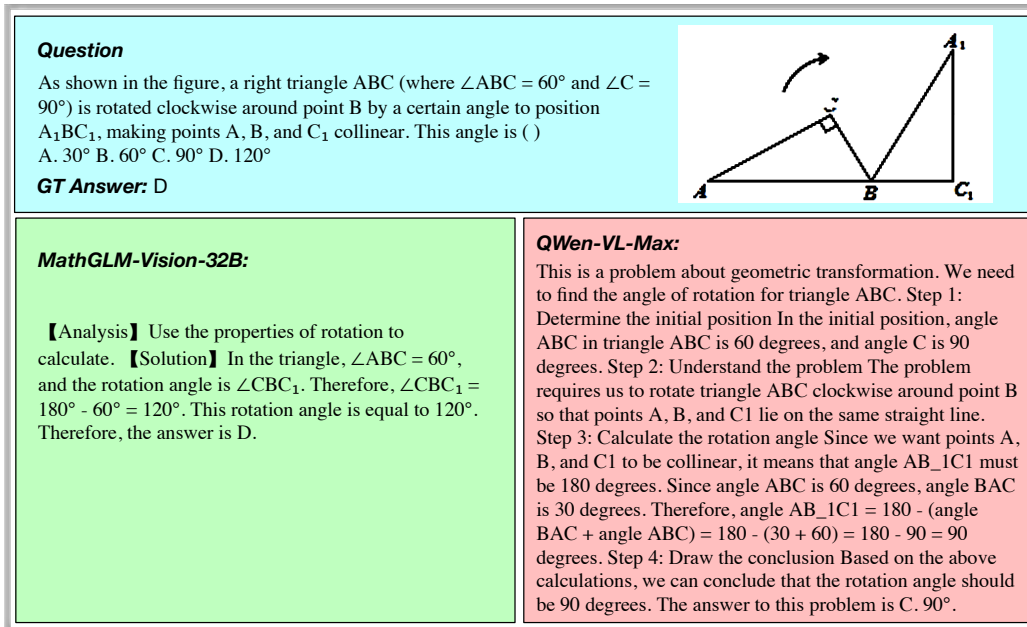 Question
As shown in the figure, a right triangle ABC (where ∠ABC = 60° and ∠C =
90°) is rotated clockwise around point B by a certain angle to position
A₁BC₁, making points A, B, and C₁ collinear. This angle is ( )
A. 30° B. 60° C. 90° D. 120°
GT Answer: D
A₁
A
B
C₁
MathGLM-Vision-32B:
【Analysis】Use the properties of rotation to
calculate. 【Solution】In the triangle, ∠ABC = 60°,
and the rotation angle is ∠CBC₁. Therefore, ∠CBC₁ =
180° - 60° = 120°. This rotation angle is equal to 120°.
Therefore, the answer is D.
QWen-VL-Max:
This is a problem about geometric transformation. We need
to find the angle of rotation for triangle ABC. Step 1:
Determine the initial position In the initial position, angle
ABC in triangle ABC is 60 degrees, and angle C is 90
degrees. Step 2: Understand the problem The problem
requires us to rotate triangle ABC clockwise around point B
so that points A, B, and C1 lie on the same straight line.
Step 3: Calculate the rotation angle Since we want points A,
B, and C1 to be collinear, it means that angle AB_1C1 must
be 180 degrees. Since angle ABC is 60 degrees, angle BAC
is 30 degrees. Therefore, angle AB_1C1 = 180 - (angle
BAC + angle ABC) = 180 - (30 + 60) = 180 - 90 = 90
degrees. Step 4: Draw the conclusion Based on the above
calculations, we can conclude that the rotation angle should
be 90 degrees. The answer to this problem is C. 90°.